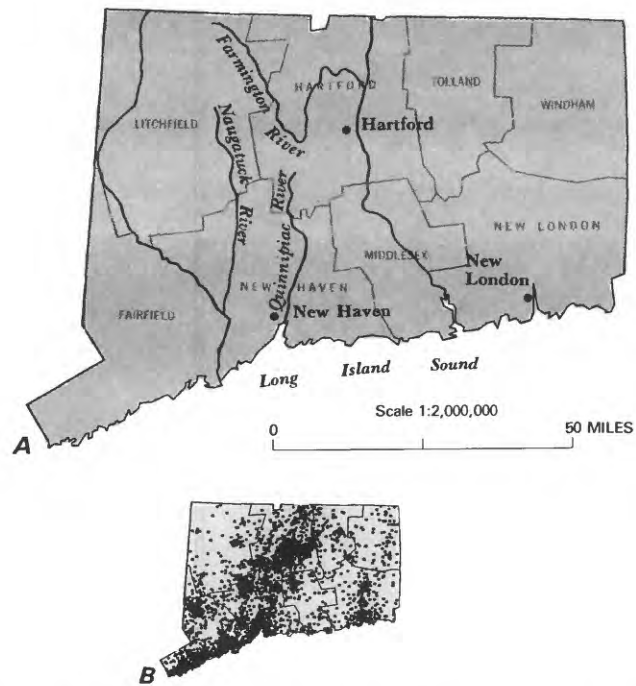 Farmington
River
HARTFORD
TOLLAND
WINDHAM
LITCHFIELD
Naugatuck
River
Hartford
Quinnipiac River
NEW LONDON
MIDDLESEX
New
London
NEW HAVEN
FAIRFIELD
New Haven
Long Island Sound
A
Scale 1:2,000,000
0 50 MILES
B